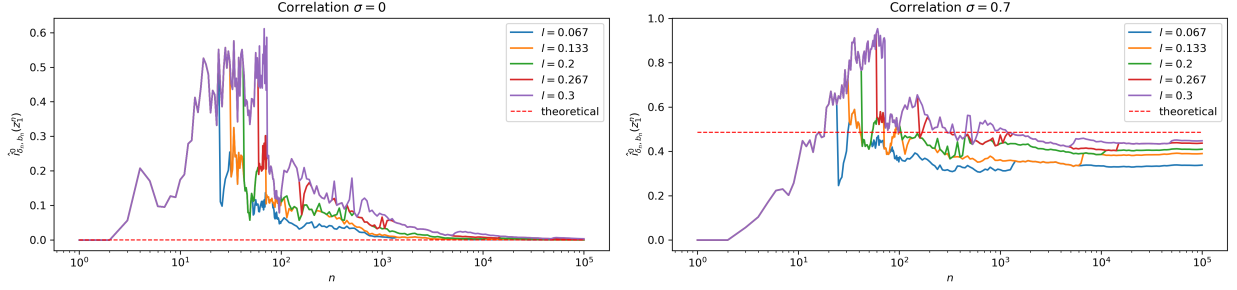 Correlation σ = 0
0.6
0.5
0.4
0.3
0.2
0.1
0.0
10⁰
10¹
10²
10³
10⁴
10⁵
n
l = 0.067
l = 0.133
l = 0.2
l = 0.267
l = 0.3
theoretical
Correlation σ = 0.7
1.0
0.8
0.6
0.4
0.2
0.0
10⁰
10¹
10²
10³
10⁴
10⁵
n
l = 0.067
l = 0.133
l = 0.2
l = 0.267
l = 0.3
theoretical